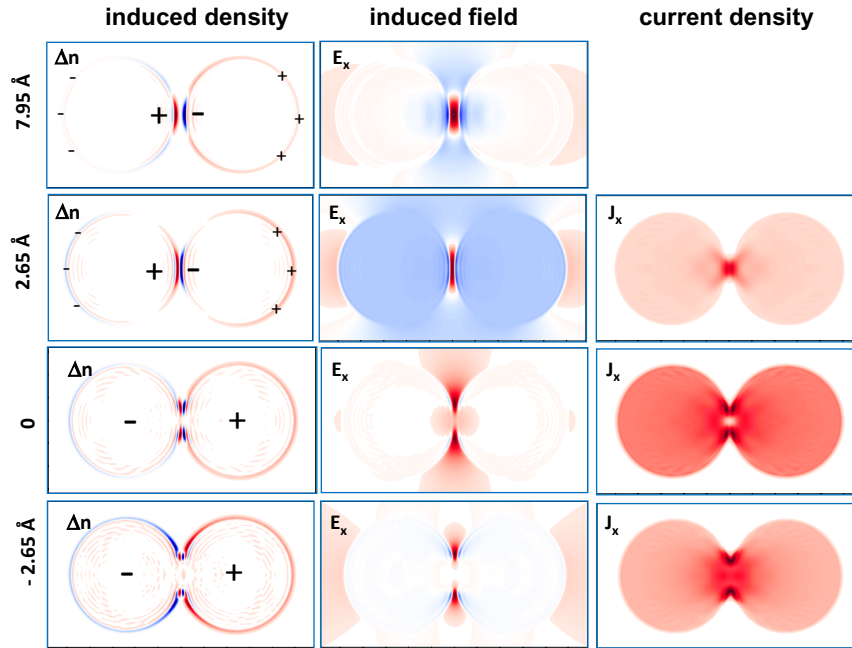 induced density induced field current density
7.95 Å
Δn
-
-
-
+ -
+
+
+
Eₓ
2.65 Å
Δn
-
-
-
+ -
+
+
+
Eₓ
Jₓ
0
Δn
- +
Eₓ
Jₓ
- 2.65 Å
Δn
- +
Eₓ
Jₓ